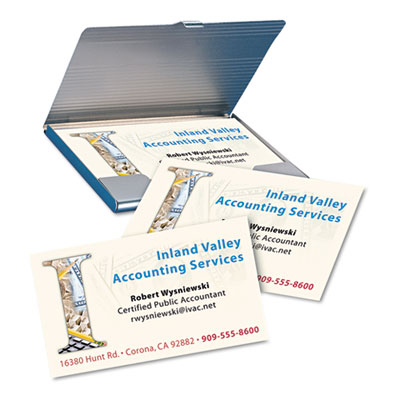 Inland Valley
Accounting Services
Robert Wysniewski
Certified Public Accountant
Inland Valley
Accounting Services
Wysniewski
Accountant
@ivac.net
909-555-8600
Inland Valley
Accounting Services
Robert Wysniewski
Certified Public Accountant
rwysniewski@ivac.net
16380 Hunt Rd. • Corona, CA 92882 • 909-555-8600